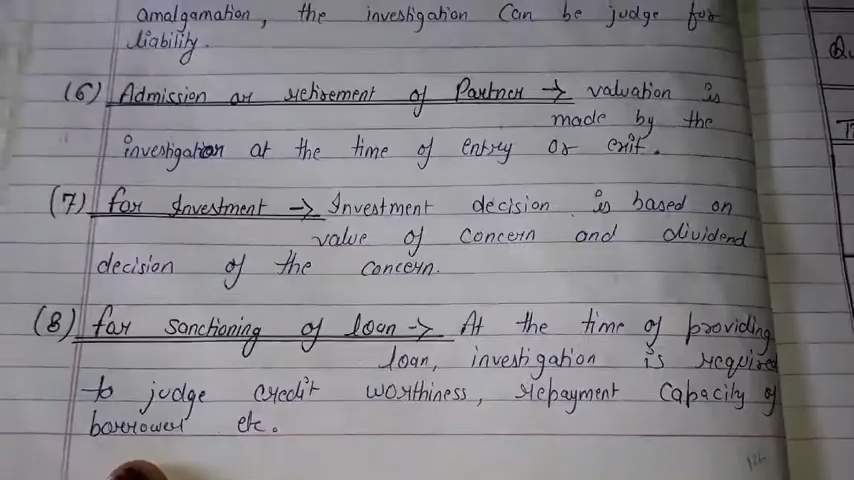 amalgamation, the investigation can be judge for
liability.
(6) Admission or retirement of Partner → valuation is
made by the
investigation at the time of entry or exit.
(7) for Investment → Investment decision is based on
value of concern and dividend
decision of the concern.
(8) for sanctioning of loan → At the time of providing
loan, investigation is required
to judge credit worthiness, repayment capacity of
borrower etc.